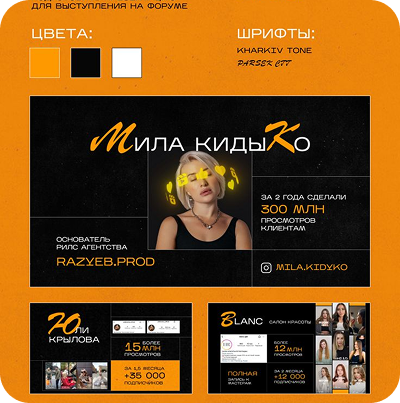 ДЛЯ ВЫСТУПЛЕНИЯ НА ФОРУМЕ
ЦВЕТА:
ШРИФТЫ:
KHARKIV TONE
PARSEK CTT
МИЛА КИДЫКО
ЗА 2 ГОДА СДЕЛАЛИ
300 МЛН
ПРОСМОТРОВ
КЛИЕНТАМ
ОСНОВАТЕЛЬ
РИЛС АГЕНТСТВА
RAZYEB.PROD
MILA.KIDYKO
ЮЛИ
КРЫЛОВА
15 БОЛЕЕ
МЛН
ПРОСМОТРОВ
ЗА 1,5 МЕСЯЦА
+35 000
ПОДПИСЧИКОВ
BLANC САЛОН КРАСОТЫ
БОЛЕЕ
12 МЛН
ПРОСМОТРОВ
ПОЛНАЯ
ЗАПИСЬ К
МАСТЕРАМ
ЗА 2 МЕСЯЦА
+12 000
ПОДПИСЧИКОВ